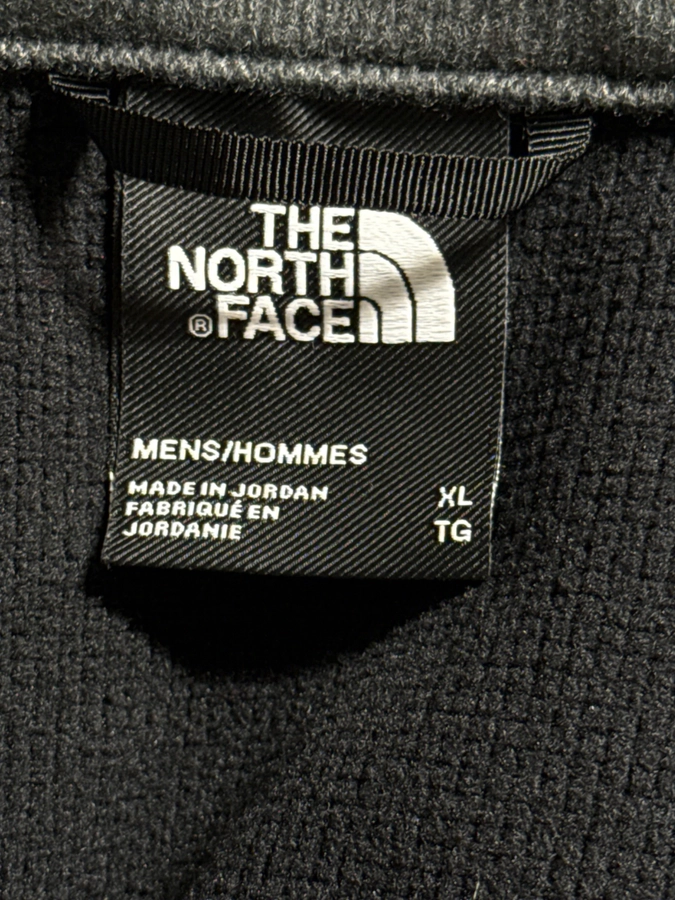 THE
NORTH
® FACE
MENS/HOMMES
MADE IN JORDAN XL
FABRIQUÉ EN TG
JORDANIE